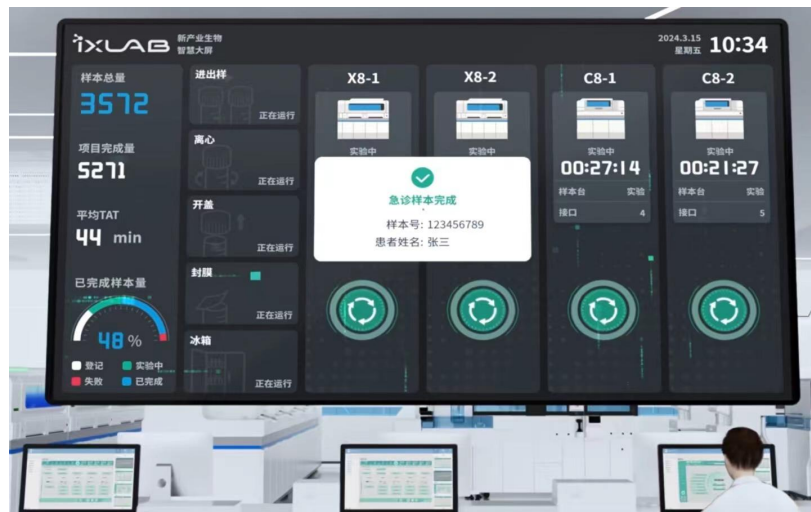 iXLAB
新产业生物
智慧大屏
2024.3.15
星期五
10:34
样本总量
3572
项目完成量
5271
平均TAT
44 min
已完成样本量
48 %
登记
实验中
失败
已完成
进出样
正在运行
离心
正在运行
开盖
正在运行
封膜
正在运行
冰箱
正在运行
X8-1
实验中
X8-2
实验中
C8-1
实验中
00:27:14
样本台 实验
接口 4
C8-2
实验中
00:21:27
样本台 实验
接口 5
急诊样本完成
样本号: 123456789
患者姓名: 张三